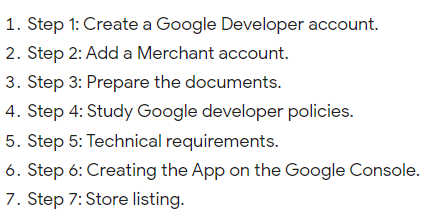 1. Step 1: Create a Google Developer account.
2. Step 2: Add a Merchant account.
3. Step 3: Prepare the documents.
4. Step 4: Study Google developer policies.
5. Step 5: Technical requirements.
6. Step 6: Creating the App on the Google Console.
7. Step 7: Store listing.